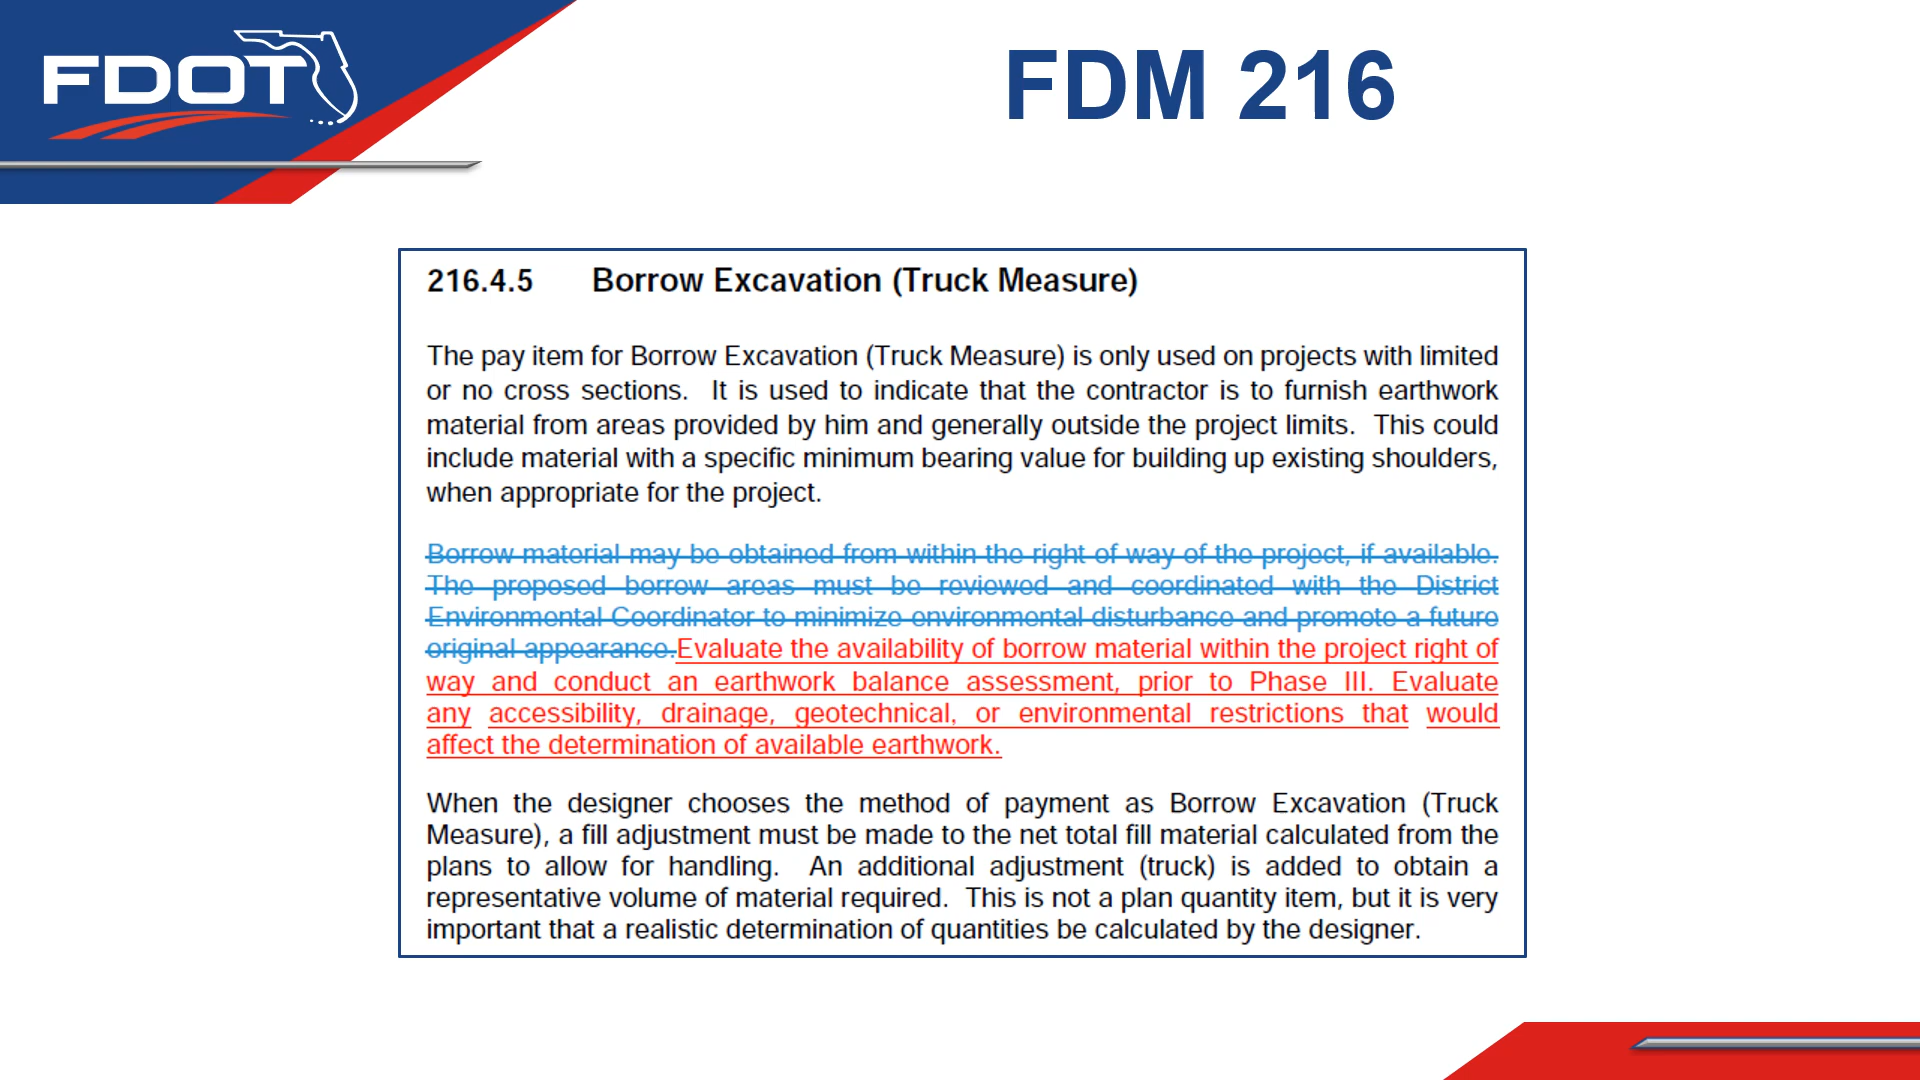 FDOT
FDM 216
216.4.5 Borrow Excavation (Truck Measure)
The pay item for Borrow Excavation (Truck Measure) is only used on projects with limited
or no cross sections. It is used to indicate that the contractor is to furnish earthwork
material from areas provided by him and generally outside the project limits. This could
include material with a specific minimum bearing value for building up existing shoulders,
when appropriate for the project.
Borrow material may be obtained from within the right of way of the project, if available.
The proposed borrow areas must be reviewed and coordinated with the District
Environmental Coordinator to minimize environmental disturbance and promote a future
original appearance.Evaluate the availability of borrow material within the project right of
way and conduct an earthwork balance assessment, prior to Phase III. Evaluate
any accessibility, drainage, geotechnical, or environmental restrictions that would
affect the determination of available earthwork.
When the designer chooses the method of payment as Borrow Excavation (Truck
Measure), a fill adjustment must be made to the net total fill material calculated from the
plans to allow for handling. An additional adjustment (truck) is added to obtain a
representative volume of material required. This is not a plan quantity item, but it is very
important that a realistic determination of quantities be calculated by the designer.